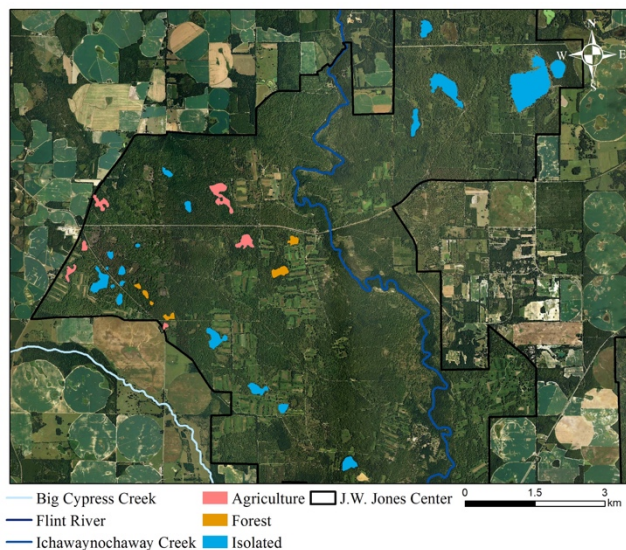 N
W E
S
Big Cypress Creek Agriculture J.W. Jones Center 0 1.5 3
km
Flint River Forest
Ichawaynochaway Creek Isolated